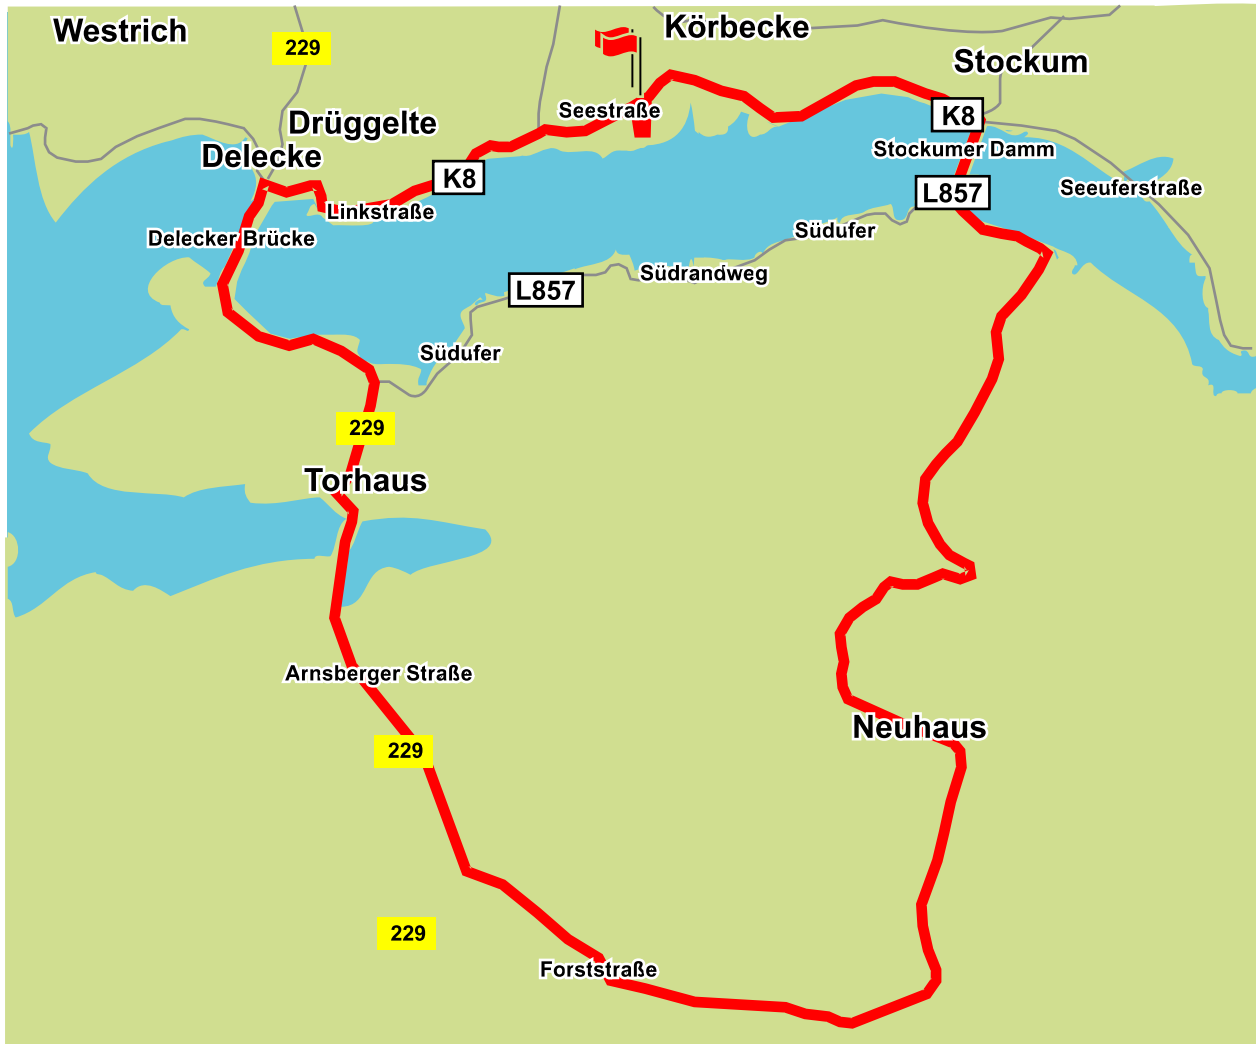 Westrich
229
Körbecke
Stockum
Seestraße
K8
Drüggelte
Delecke
Stockumer Damm
K8
Seeuferstraße
L857
Linkstraße
Delecker Brücke
Südufer
Südrandweg
L857
Südufer
229
Torhaus
Arnsberger Straße
Neuhaus
229
229
Forststraße